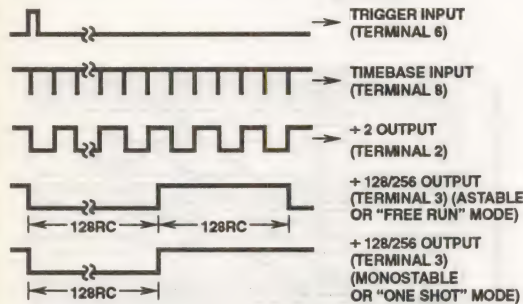 TRIGGER INPUT
(TERMINAL 6)
TIMEBASE INPUT
(TERMINAL 8)
÷ 2 OUTPUT
(TERMINAL 2)
÷ 128/256 OUTPUT
(TERMINAL 3) (ASTABLE
OR "FREE RUN" MODE)
128RC
128RC
÷ 128/256 OUTPUT
(TERMINAL 3)
(MONOSTABLE
OR "ONE SHOT" MODE)
128RC